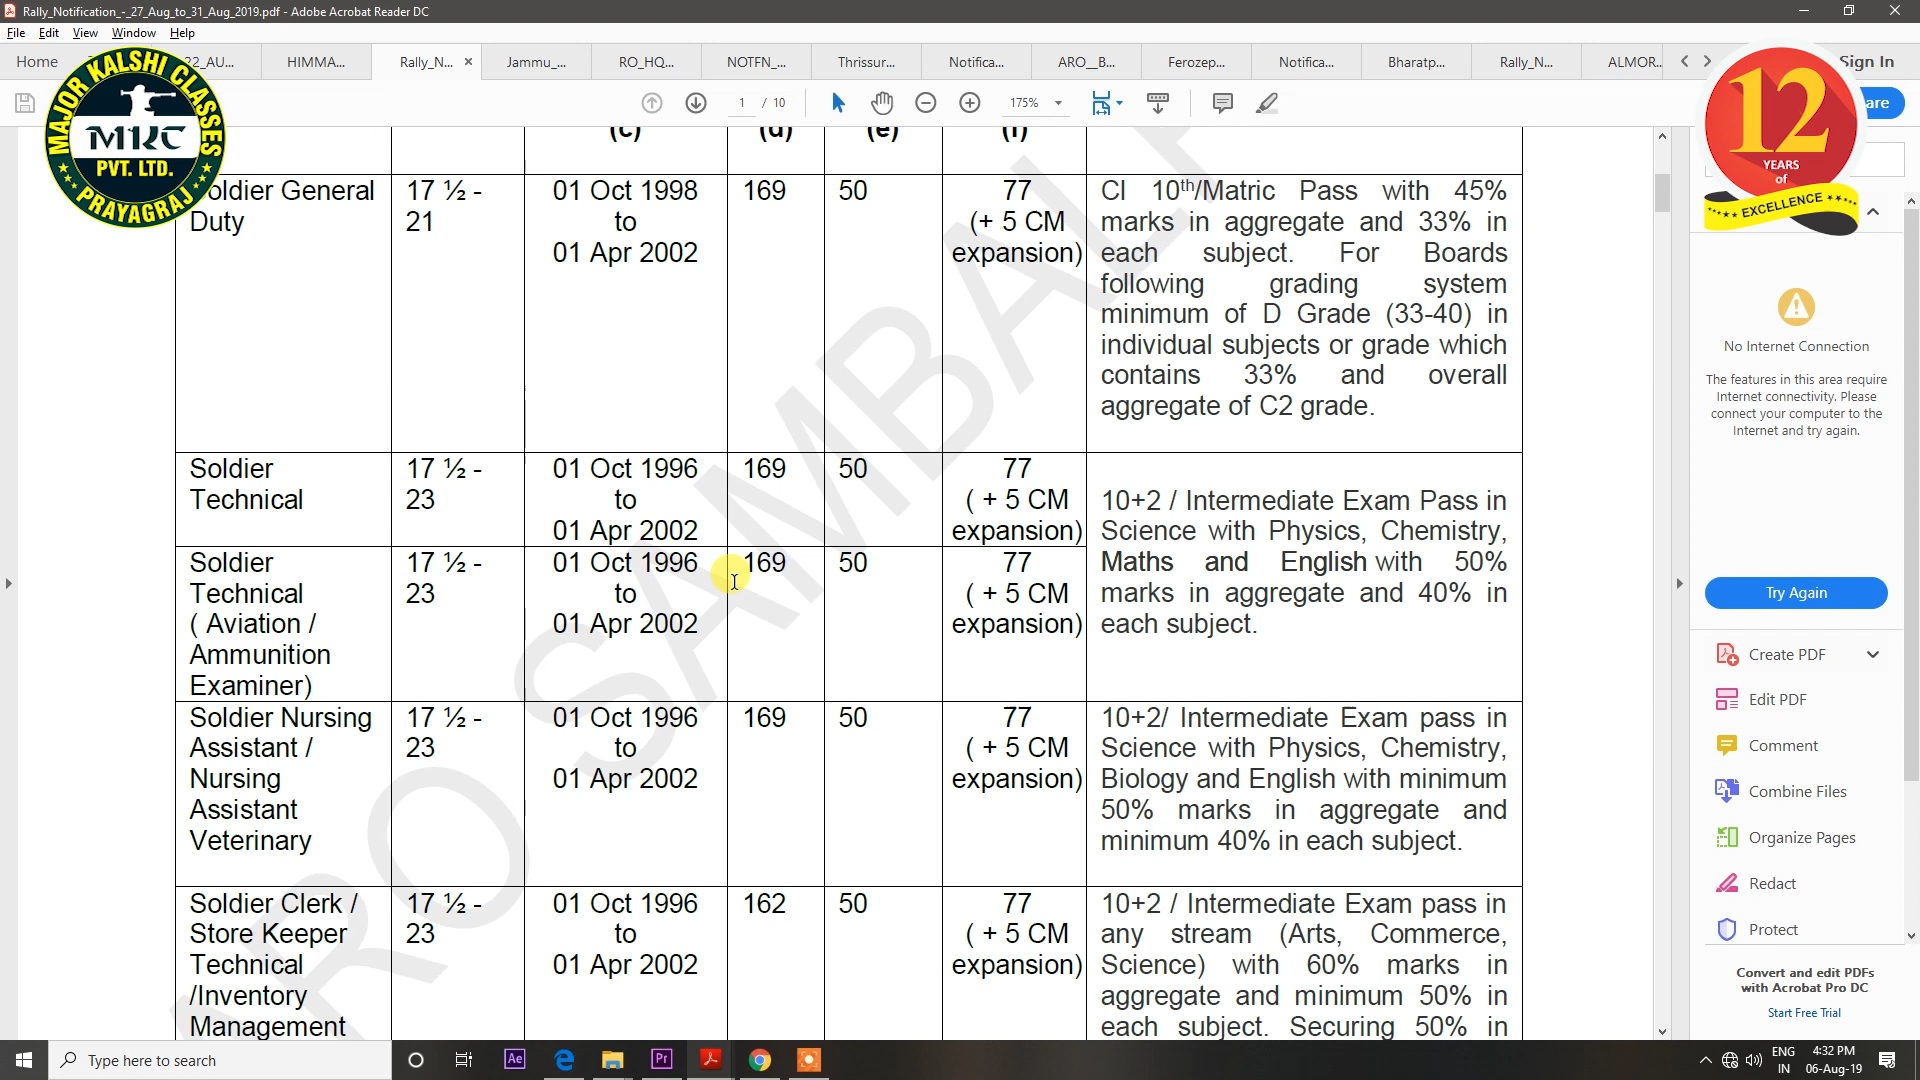 Rally_Notification_-_27_Aug_to_31_Aug_2019.pdf - Adobe Acrobat Reader DC
File Edit View Window Help
Home
22_AU...
HIMMA...
Rally_N...
Jammu_...
RO_HQ...
NOTFN_...
Thrissur...
Notifica...
ARO__B...
Ferozep...
Notifica...
Bharatp...
Rally_N...
ALMOR..
Sign In
1 / 10
175%
are
MAJOR KALSHI CLASSES
MKC
PVT. LTD.
PRAYAGRAJ
12
YEARS
of
EXCELLENCE
(c) (d) (e) (f)
Soldier General
Duty
17 ½ -
21
01 Oct 1998
to
01 Apr 2002
169
50
77
(+ 5 CM
expansion)
CI 10th/Matric Pass with 45%
marks in aggregate and 33% in
each subject. For Boards
following grading system
minimum of D Grade (33-40) in
individual subjects or grade which
contains 33% and overall
aggregate of C2 grade.
Soldier
Technical
17 ½ -
23
01 Oct 1996
to
01 Apr 2002
169
50
77
( + 5 CM
expansion)
10+2 / Intermediate Exam Pass in
Science with Physics, Chemistry,
Maths and English with 50%
marks in aggregate and 40% in
each subject.
Soldier
Technical
( Aviation /
Ammunition
Examiner)
17 ½ -
23
01 Oct 1996
to
01 Apr 2002
169
50
77
( + 5 CM
expansion)
Soldier Nursing
Assistant /
Nursing
Assistant
Veterinary
17 ½ -
23
01 Oct 1996
to
01 Apr 2002
169
50
77
( + 5 CM
expansion)
10+2/ Intermediate Exam pass in
Science with Physics, Chemistry,
Biology and English with minimum
50% marks in aggregate and
minimum 40% in each subject.
Soldier Clerk /
Store Keeper
Technical
/Inventory
Management
17 ½ -
23
01 Oct 1996
to
01 Apr 2002
162
50
77
( + 5 CM
expansion)
10+2 / Intermediate Exam pass in
any stream (Arts, Commerce,
Science) with 60% marks in
aggregate and minimum 50% in
each subject. Securing 50% in
ARO SAMBALP
No Internet Connection
The features in this area require
Internet connectivity. Please
connect your computer to the
Internet and try again.
Try Again
Create PDF
Edit PDF
Comment
Combine Files
Organize Pages
Redact
Protect
Convert and edit PDFs
with Acrobat Pro DC
Start Free Trial
Type here to search
Ae
Pr
ENG
IN
4:32 PM
06-Aug-19